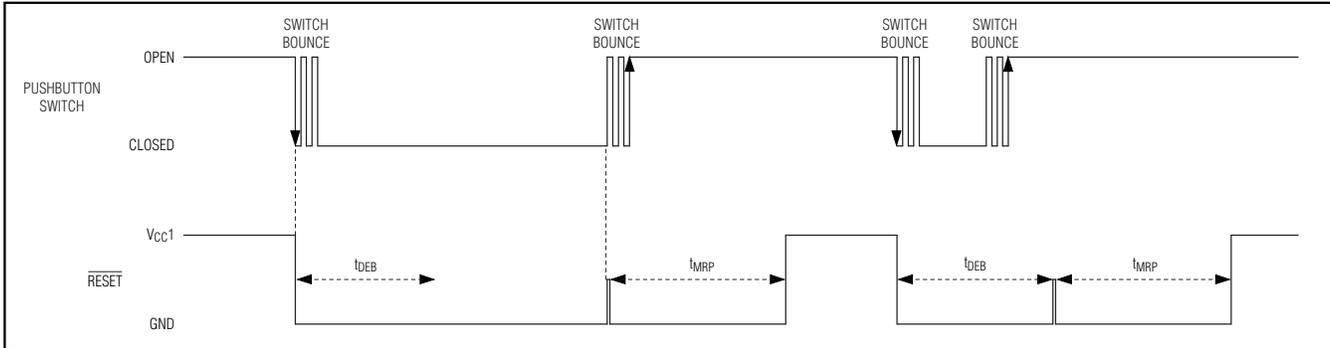 SWITCH
BOUNCE
SWITCH
BOUNCE
SWITCH
BOUNCE
SWITCH
BOUNCE
OPEN
PUSHBUTTON
SWITCH
CLOSED
VCC1
tDEB
tMRP
tDEB
tMRP
RESET
GND